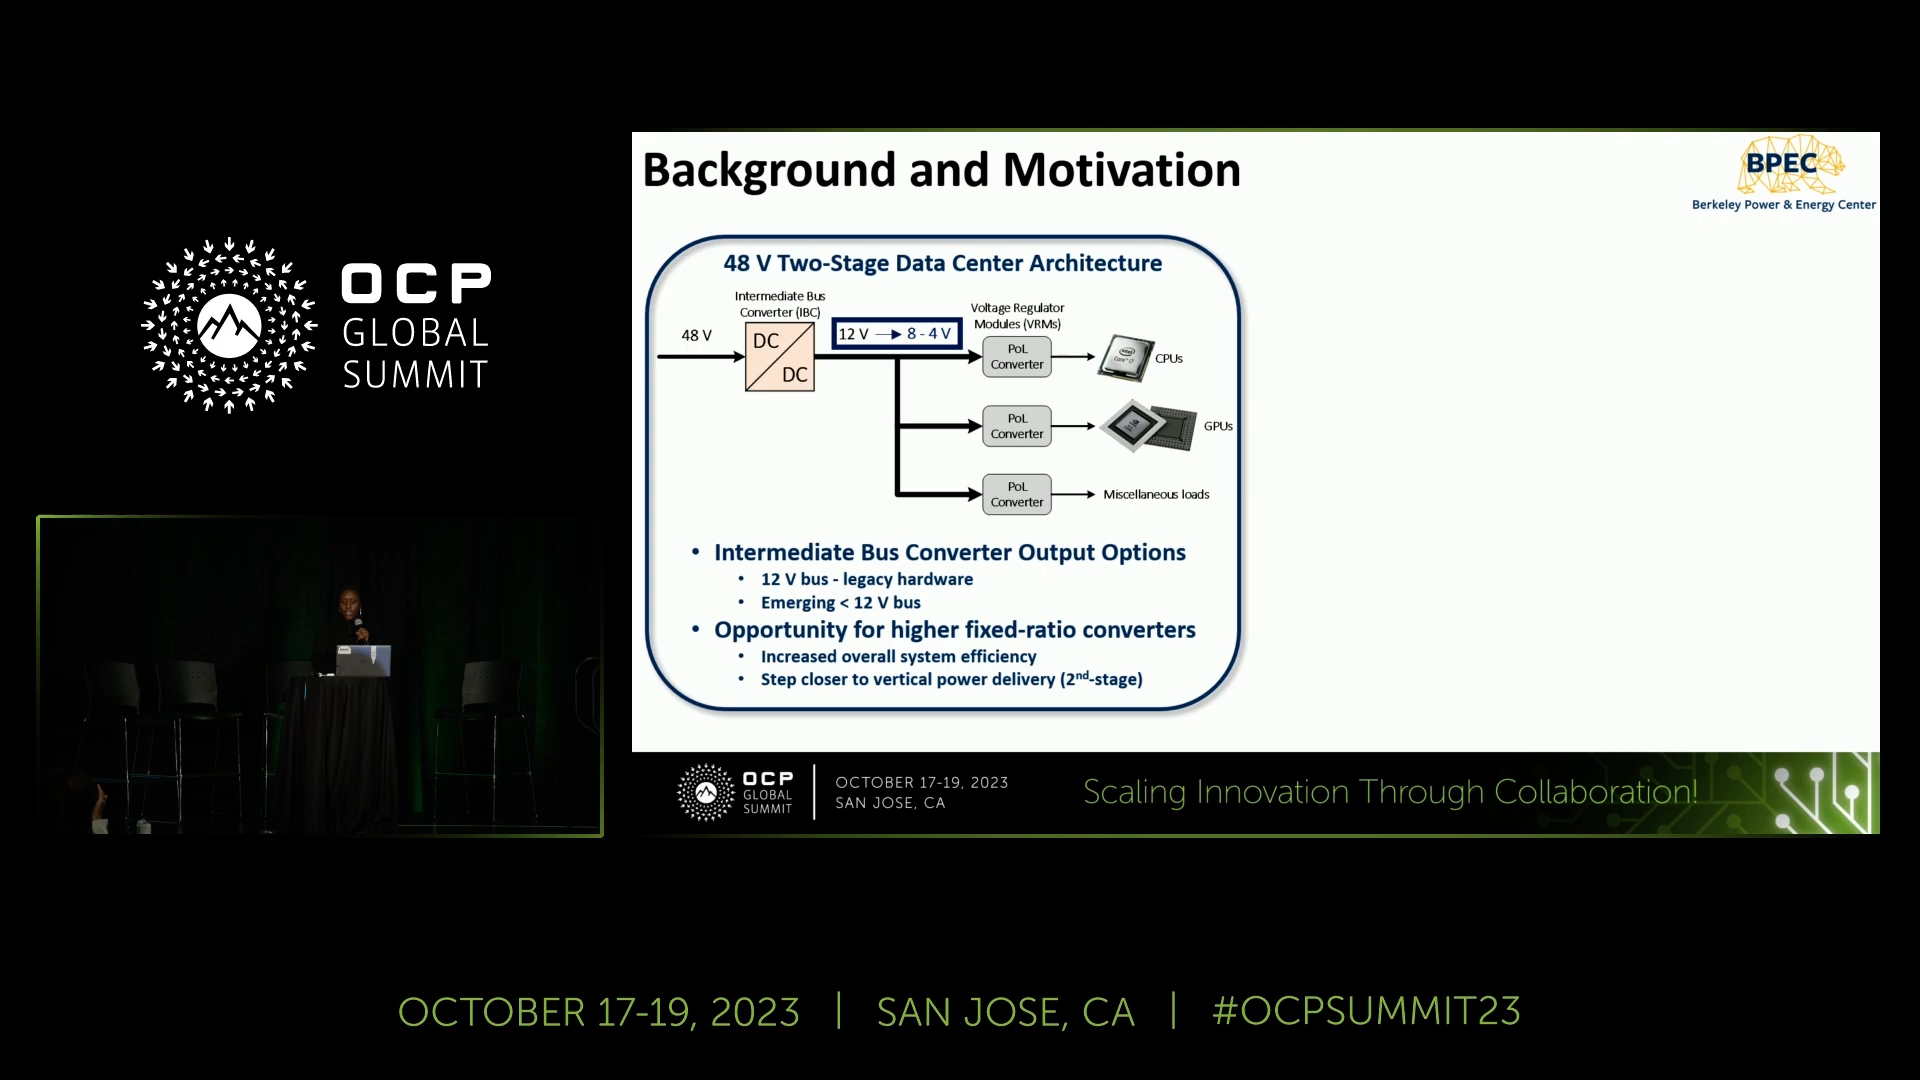 OCP
GLOBAL
SUMMIT
Background and Motivation
BPEC
Berkeley Power & Energy Center
48 V Two-Stage Data Center Architecture
Intermediate Bus
Converter (IBC)
48 V
DC
DC
12 V → 8 - 4 V
Voltage Regulator
Modules (VRMs)
PoL
Converter
CPUs
PoL
Converter
GPUs
PoL
Converter
Miscellaneous loads
• Intermediate Bus Converter Output Options
• 12 V bus - legacy hardware
• Emerging < 12 V bus
• Opportunity for higher fixed-ratio converters
• Increased overall system efficiency
• Step closer to vertical power delivery (2nd-stage)
OCP
GLOBAL
SUMMIT
OCTOBER 17-19, 2023
SAN JOSE, CA
Scaling Innovation Through Collaboration!
OCTOBER 17-19, 2023 | SAN JOSE, CA | #OCPSUMMIT23